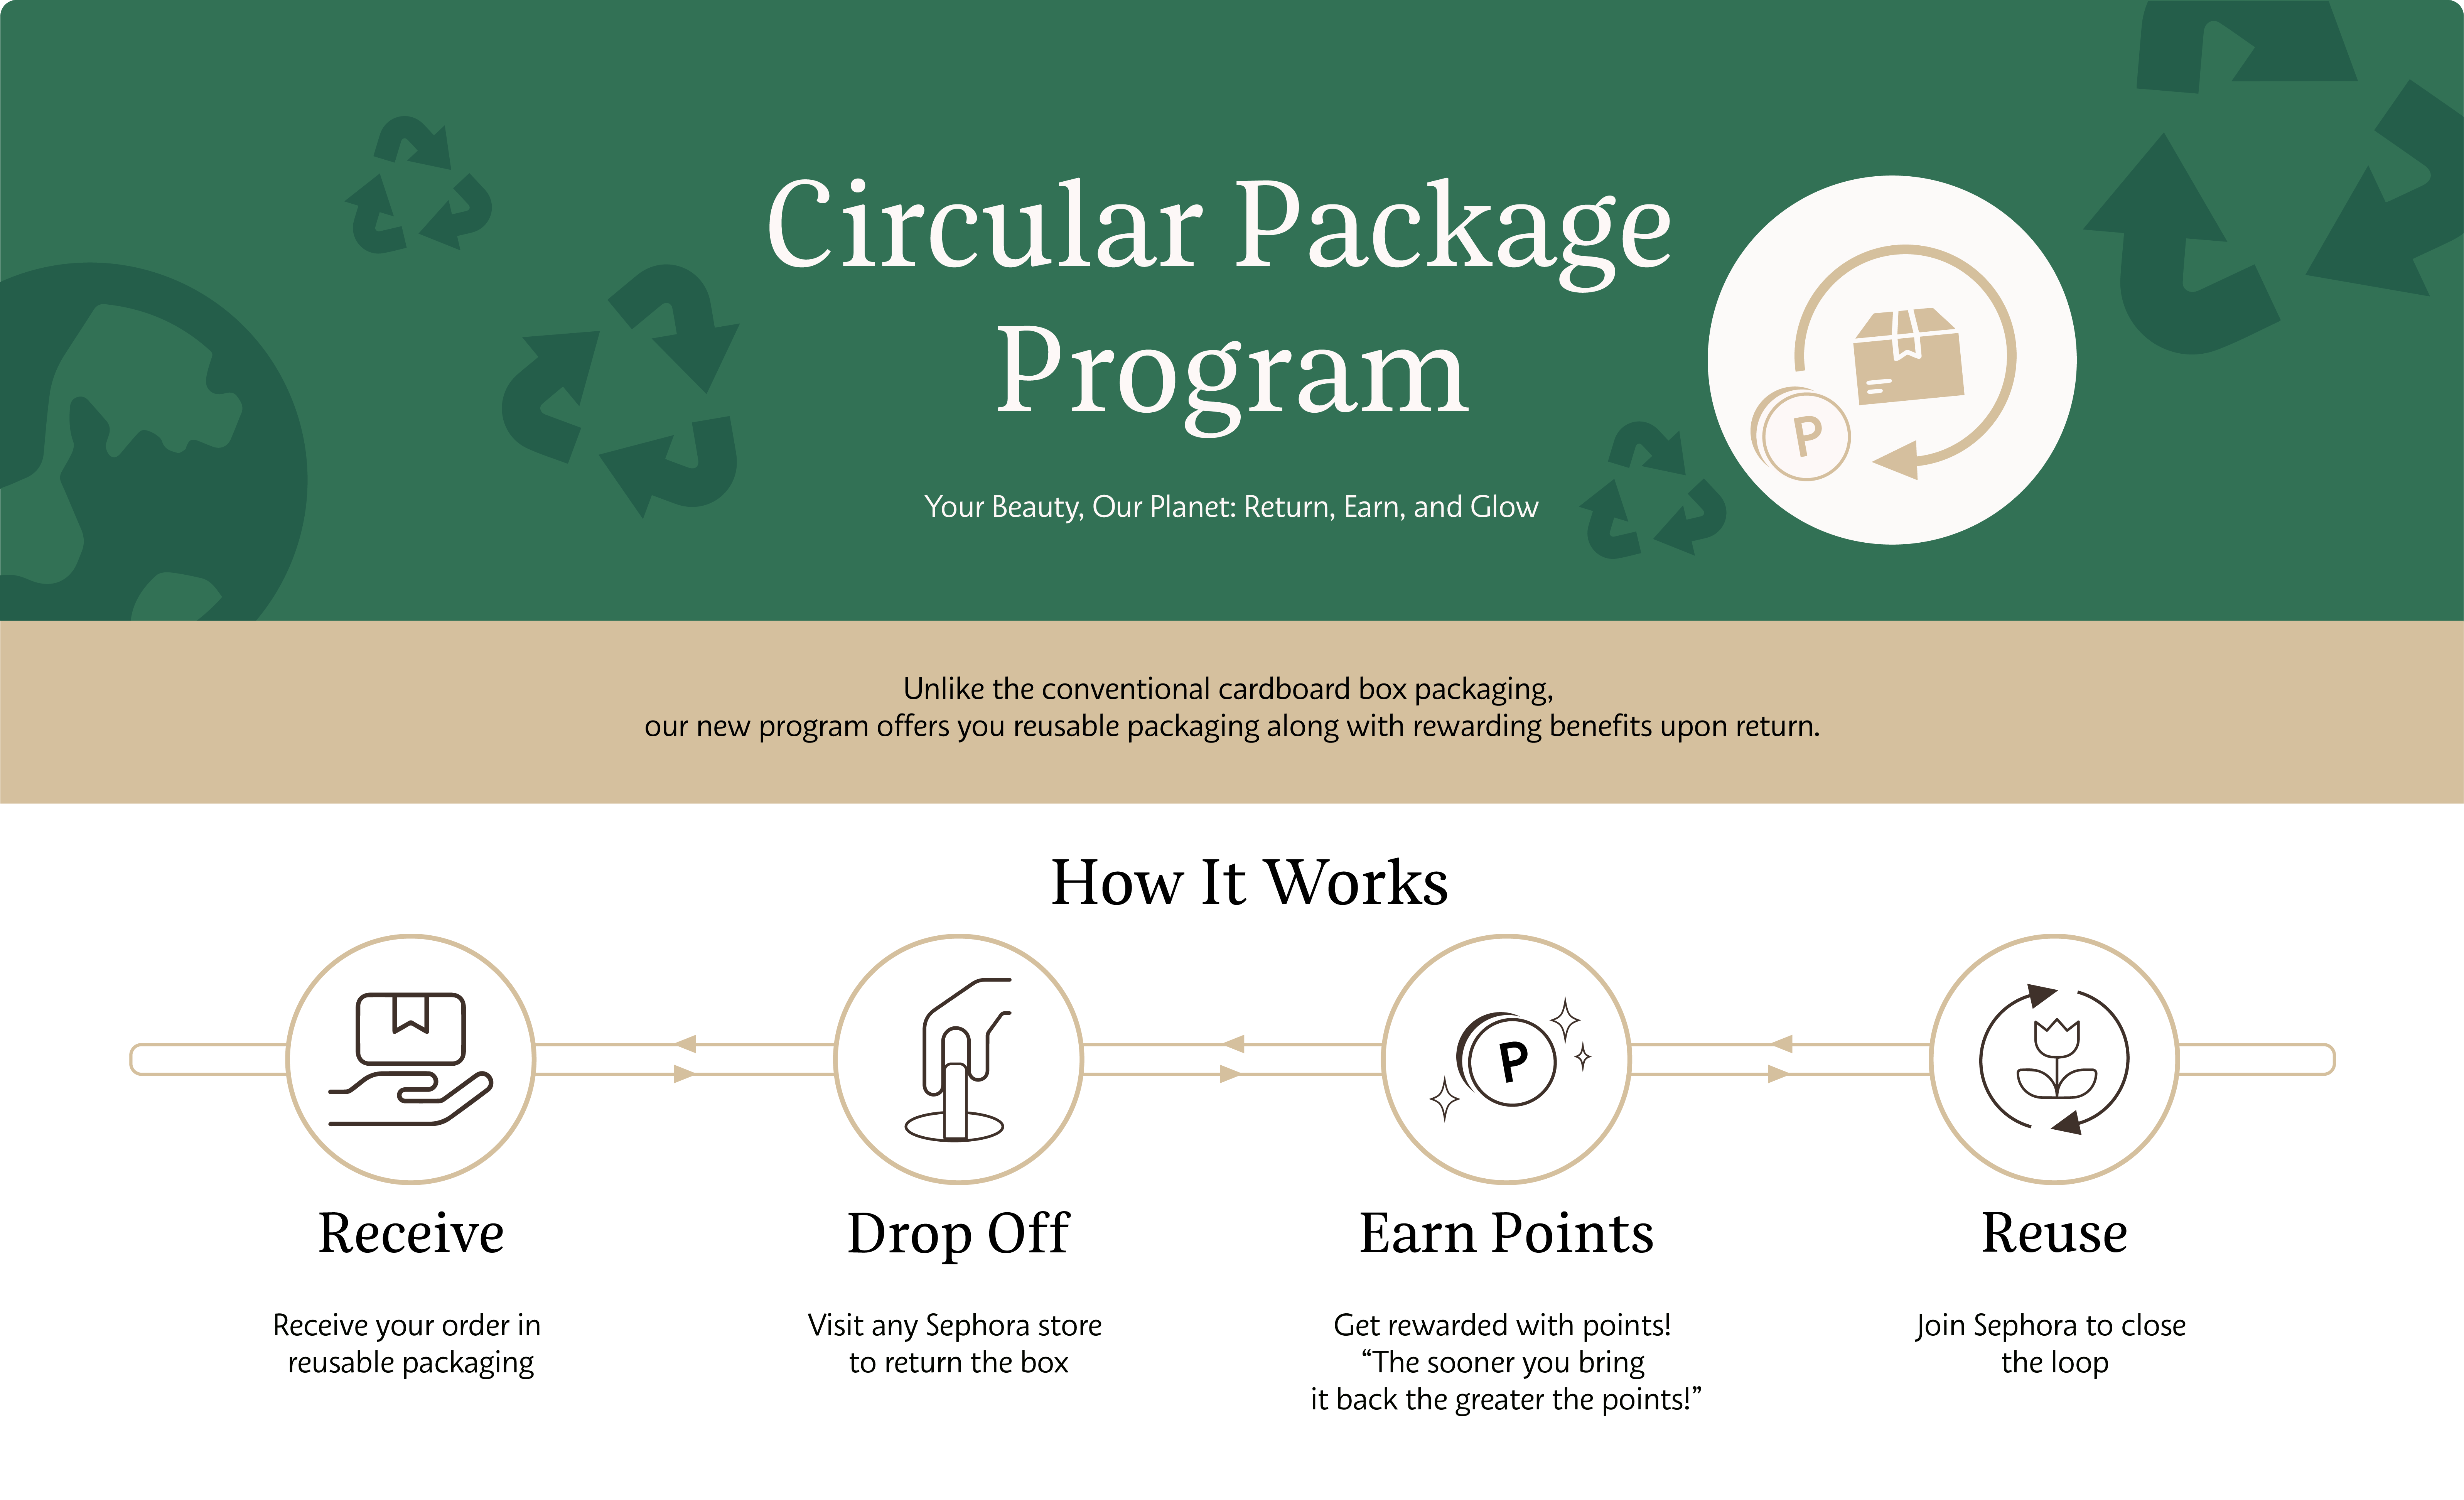 Circular Package
Program
P
Your Beauty, Our Planet: Return, Earn, and Glow
Unlike the conventional cardboard box packaging,
our new program offers you reusable packaging along with rewarding benefits upon return.
How It Works
P
Receive
Drop Off
Earn Points
Reuse
Receive your order in
reusable packaging
Visit any Sephora store
to return the box
Get rewarded with points!
“The sooner you bring
it back the greater the points!”
Join Sephora to close
the loop